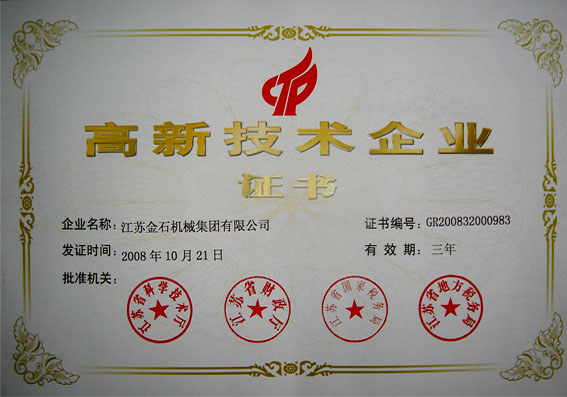 高新技术企业
证书
企业名称：江苏金石机械集团有限公司
证书编号：GR200832000983
发证时间：2008年10月21日
有效期：三年
批准机关：
江苏省科学技术厅
江苏省财政厅
江苏省国家税务局
江苏省地方税务局